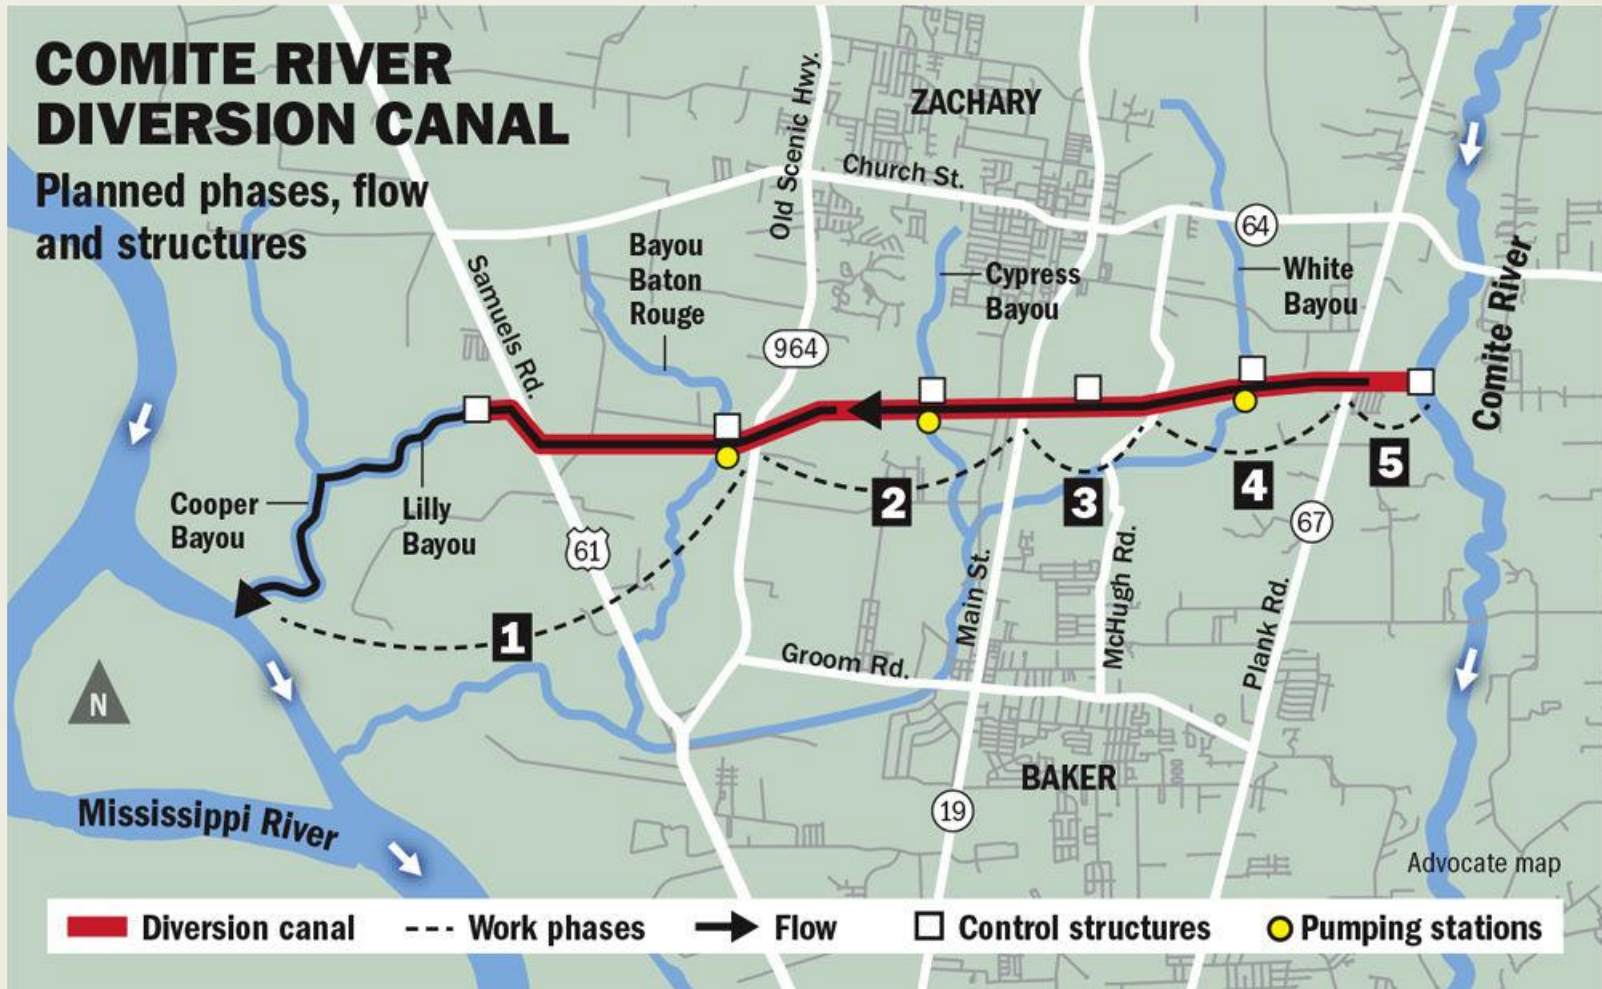 COMITE RIVER
DIVERSION CANAL
Planned phases, flow
and structures
ZACHARY
Old Scenic Hwy.
Church St.
64
Samuels Rd.
Bayou
Baton
Rouge
Cypress
Bayou
White
Bayou
Comite River
964
Cooper
Bayou
Lilly
Bayou
61
1
2
3
4
5
67
Main St.
McHugh Rd.
Plank Rd.
Groom Rd.
N
BAKER
19
Mississippi River
Advocate map
Diversion canal
Work phases
Flow
Control structures
Pumping stations